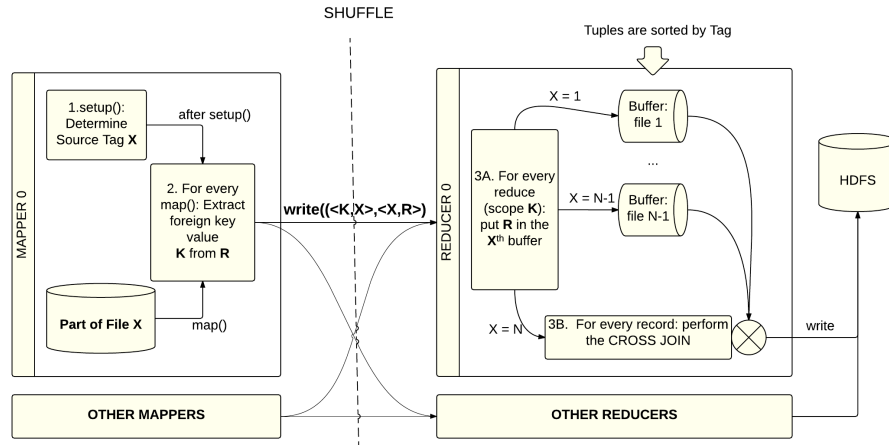 SHUFFLE
Tuples are sorted by Tag
MAPPER 0
1.setup():
Determine
Source Tag X
after setup()
2. For every
map(): Extract
foreign key
value
K from R
Part of File X
map()
write((<K,X>,<X,R>)
REDUCER 0
3A. For every
reduce
(scope K):
put R in the
Xth buffer
X = 1
Buffer:
file 1
...
X = N-1
Buffer:
file N-1
X = N
3B. For every record: perform
the CROSS JOIN
write
HDFS
OTHER MAPPERS
OTHER REDUCERS